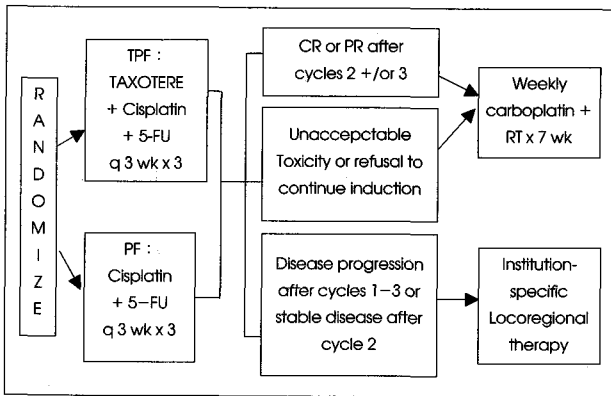 RANDOMIZE
TPF :
TAXOTERE
+ Cisplatin
+ 5-FU
q 3 wk x 3
PF :
Cisplatin
+ 5-FU
q 3 wk x 3
CR or PR after
cycles 2 +/or 3
Unaccepctable
Toxicity or refusal to
continue induction
Disease progression
after cycles 1-3 or
stable disease after
cycle 2
Weekly
carboplatin +
RT x 7 wk
Institution-
specific
Locoregional
therapy